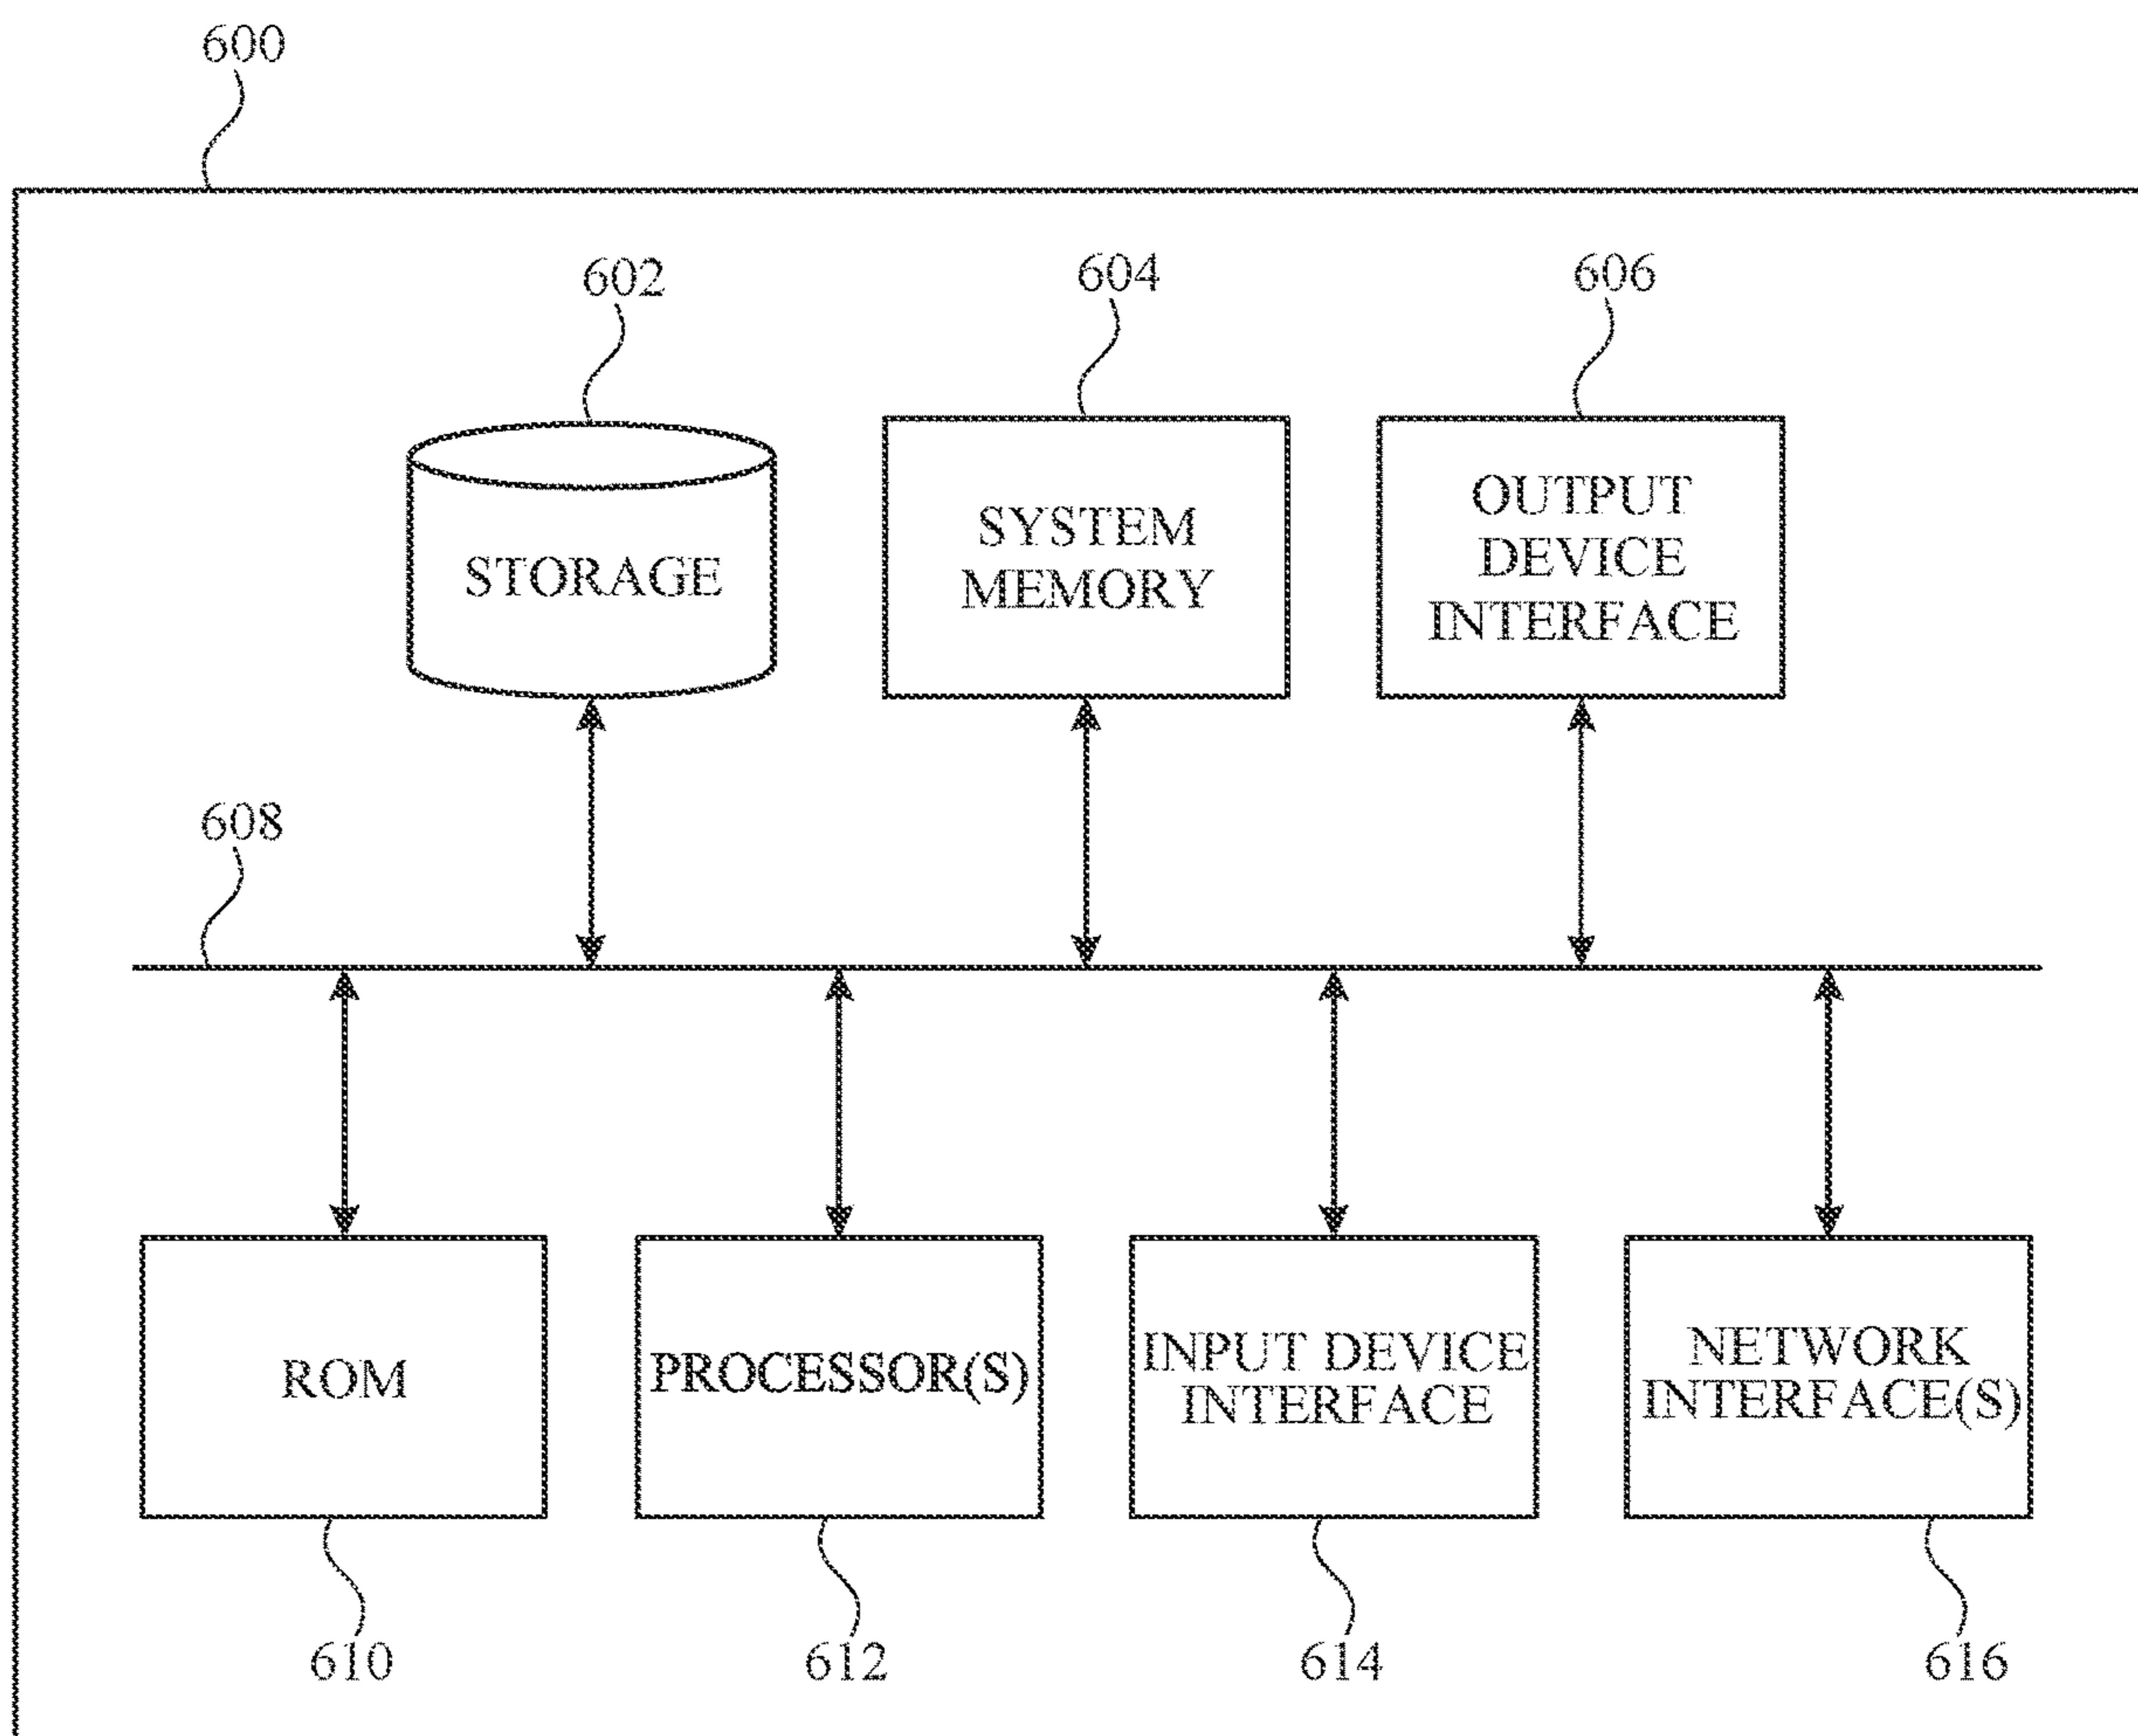 600
602
604
606
STORAGE
SYSTEM
MEMORY
OUTPUT
DEVICE
INTERFACE
608
ROM
PROCESSOR(S)
INPUT DEVICE
INTERFACE
NETWORK
INTERFACE(S)
610
612
614
616